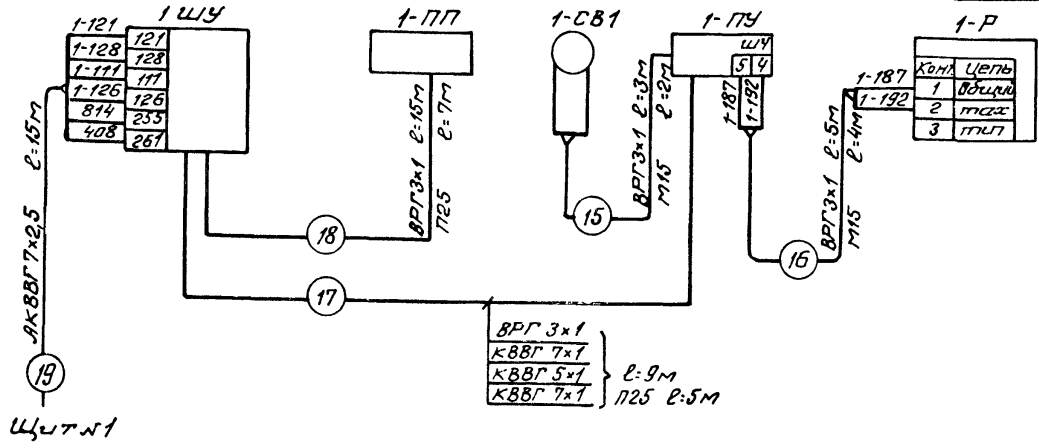 1 ШУ
1-ПП
1-СВ1
1-ПУ
1-Р
1-121
1-128
1-111
1-126
814
408
121
128
111
126
255
261
ШУ
5 4
1-187
1-192
1-187
1-192
Конт. Цепь
1 Общий
2 max
3 min
АКВВГ 7×2,5 ℓ=15м
ВРГ3×1 ℓ=15м
П25 ℓ=7м
ВРГ3×1 ℓ=3м
М15 ℓ=2м
ВРГ3×1 ℓ=5м
М15 ℓ=4м
15
16
17
18
19
ВРГ 3×1
КВВГ 7×1
КВВГ 5×1
КВВГ 7×1
ℓ=9м
П25 ℓ=5м
Щит №1